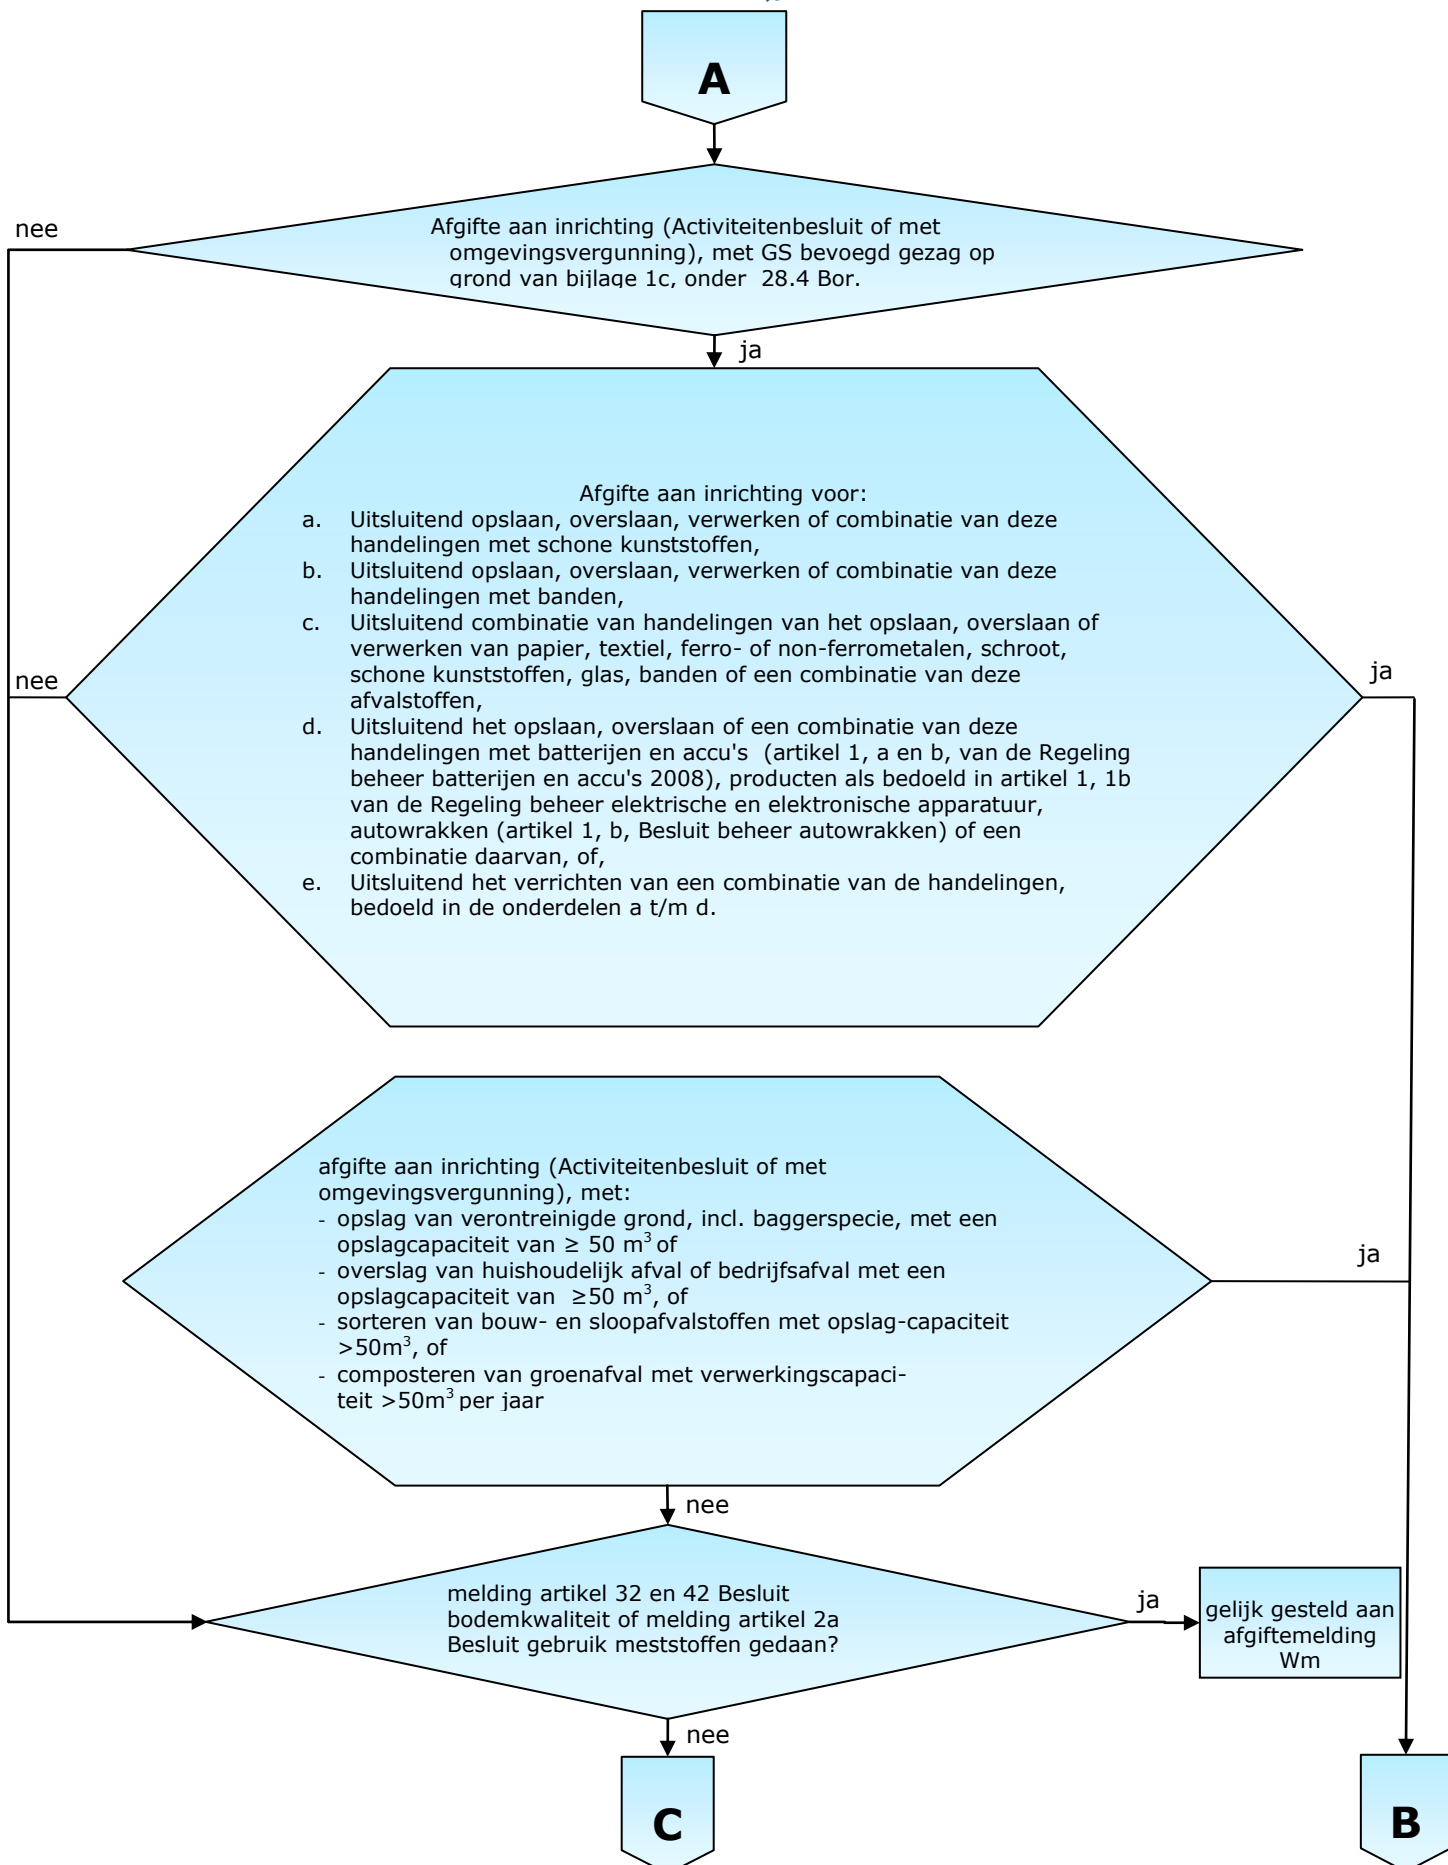 A
nee
Afgifte aan inrichting (Activiteitenbesluit of met
omgevingsvergunning), met GS bevoegd gezag op
grond van bijlage 1c, onder 28.4 Bor.
ja
Afgifte aan inrichting voor:
a. Uitsluitend opslaan, overslaan, verwerken of combinatie van deze
handelingen met schone kunststoffen,
b. Uitsluitend opslaan, overslaan, verwerken of combinatie van deze
handelingen met banden,
c. Uitsluitend combinatie van handelingen van het opslaan, overslaan of
verwerken van papier, textiel, ferro- of non-ferrometalen, schroot,
schone kunststoffen, glas, banden of een combinatie van deze
afvalstoffen,
d. Uitsluitend het opslaan, overslaan of een combinatie van deze
handelingen met batterijen en accu's (artikel 1, a en b, van de Regeling
beheer batterijen en accu's 2008), producten als bedoeld in artikel 1, 1b
van de Regeling beheer elektrische en elektronische apparatuur,
autowrakken (artikel 1, b, Besluit beheer autowrakken) of een
combinatie daarvan, of,
e. Uitsluitend het verrichten van een combinatie van de handelingen,
bedoeld in de onderdelen a t/m d.
nee
ja
afgifte aan inrichting (Activiteitenbesluit of met
omgevingsvergunning), met:
- opslag van verontreinigde grond, incl. baggerspecie, met een
opslagcapaciteit van ≥ 50 m³ of
- overslag van huishoudelijk afval of bedrijfsafval met een
opslagcapaciteit van ≥50 m³, of
- sorteren van bouw- en sloopafvalstoffen met opslag-capaciteit
>50m³, of
- composteren van groenafval met verwerkingscapaci-
teit >50m³ per jaar
ja
nee
melding artikel 32 en 42 Besluit
bodemkwaliteit of melding artikel 2a
Besluit gebruik meststoffen gedaan?
ja
gelijk gesteld aan
afgiftemelding
Wm
nee
C
B